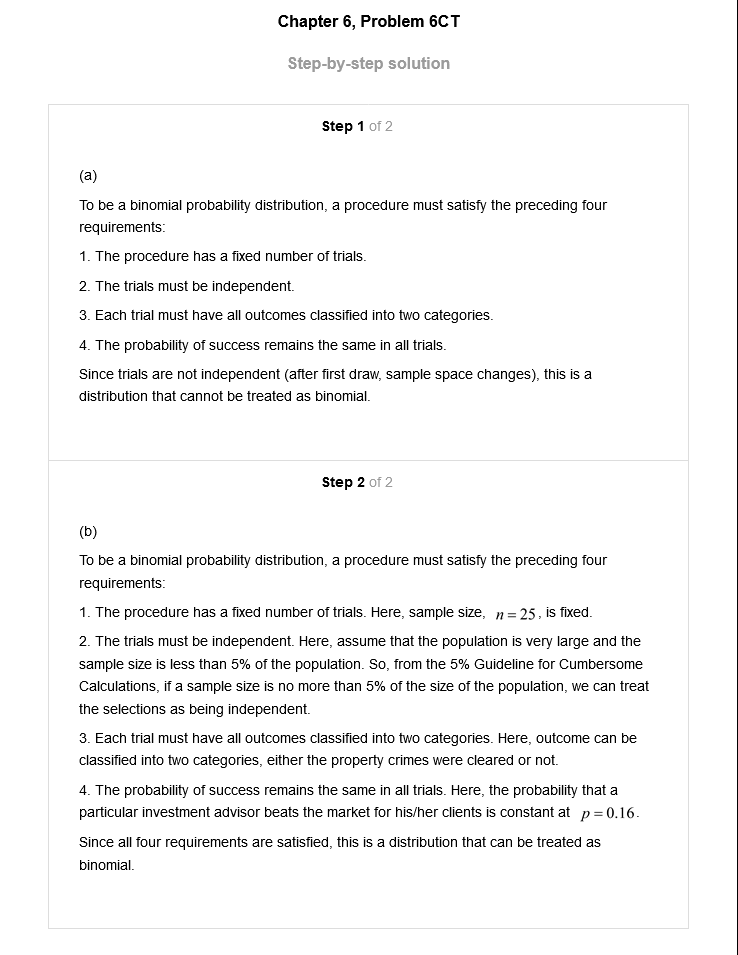 Chapter 6, Problem 6CT
Step-by-step solution
Step 1 of 2
(a)
To be a binomial probability distribution, a procedure must satisfy the preceding four
requirements:
1. The procedure has a fixed number of trials.
2. The trials must be independent.
3. Each trial must have all outcomes classified into two categories.
4. The probability of success remains the same in all trials.
Since trials are not independent (after first draw, sample space changes), this is a
distribution that cannot be treated as binomial.
Step 2 of 2
(b)
To be a binomial probability distribution, a procedure must satisfy the preceding four
requirements:
1. The procedure has a fixed number of trials. Here, sample size, n = 25, is fixed.
2. The trials must be independent. Here, assume that the population is very large and the
sample size is less than 5% of the population. So, from the 5% Guideline for Cumbersome
Calculations, if a sample size is no more than 5% of the size of the population, we can treat
the selections as being independent.
3. Each trial must have all outcomes classified into two categories. Here, outcome can be
classified into two categories, either the property crimes were cleared or not.
4. The probability of success remains the same in all trials. Here, the probability that a
particular investment advisor beats the market for his/her clients is constant at p = 0.16.
Since all four requirements are satisfied, this is a distribution that can be treated as
binomial.